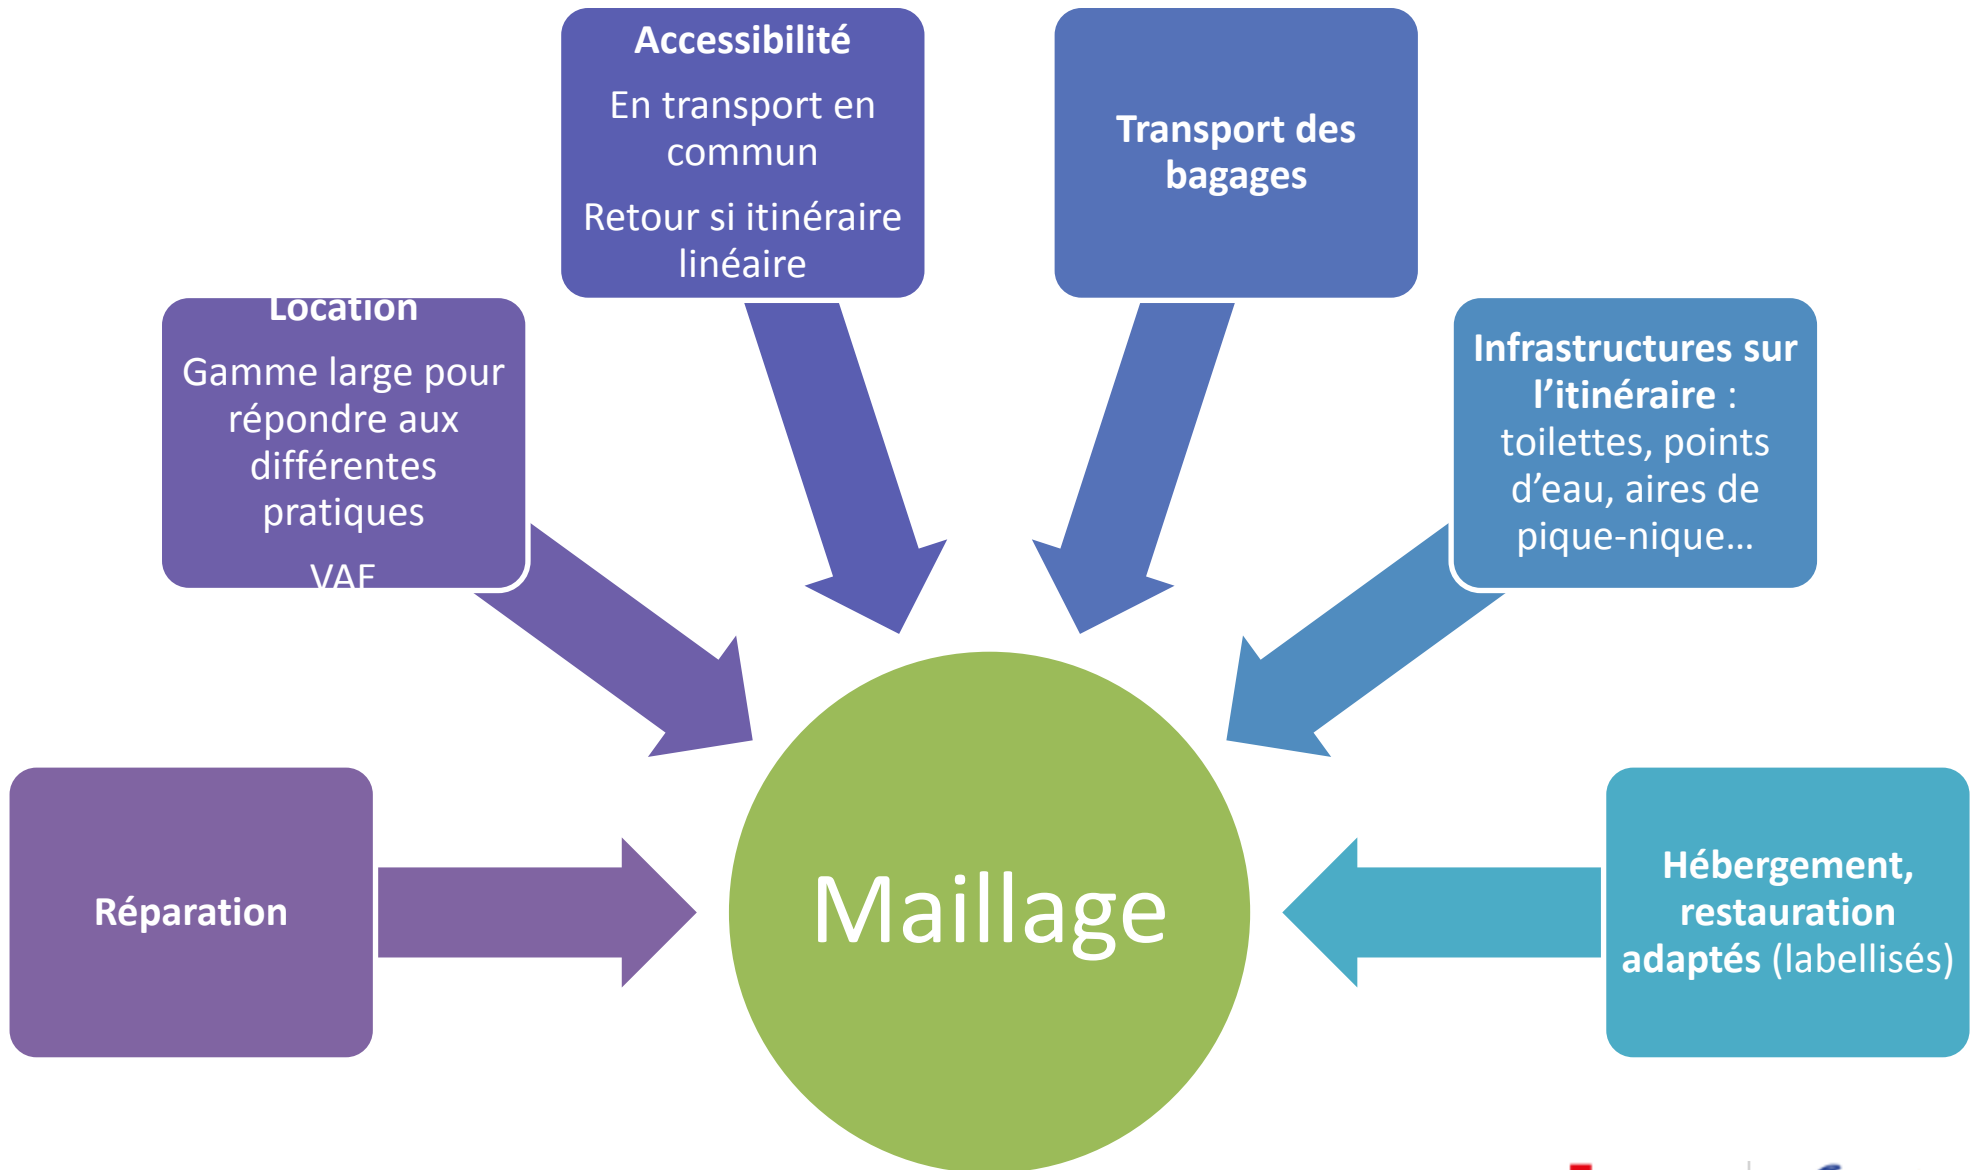 Accessibilité
En transport en
commun
Retour si itinéraire
linéaire
Transport des
bagages
Location
Gamme large pour
répondre aux
différentes
pratiques
VAE
Infrastructures sur
l’itinéraire :
toilettes, points
d’eau, aires de
pique-nique…
Réparation
Maillage
Hébergement,
restauration
adaptés (labellisés)